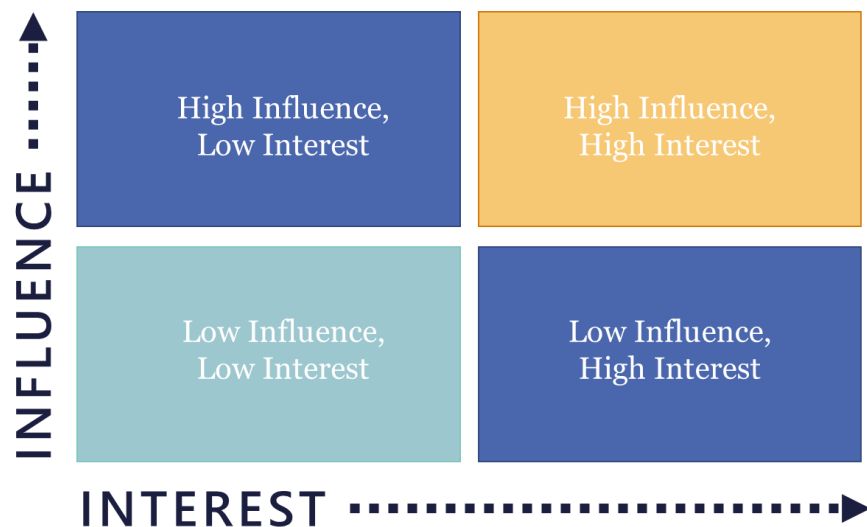 INFLUENCE
High Influence,
Low Interest
High Influence,
High Interest
Low Influence,
Low Interest
Low Influence,
High Interest
INTEREST